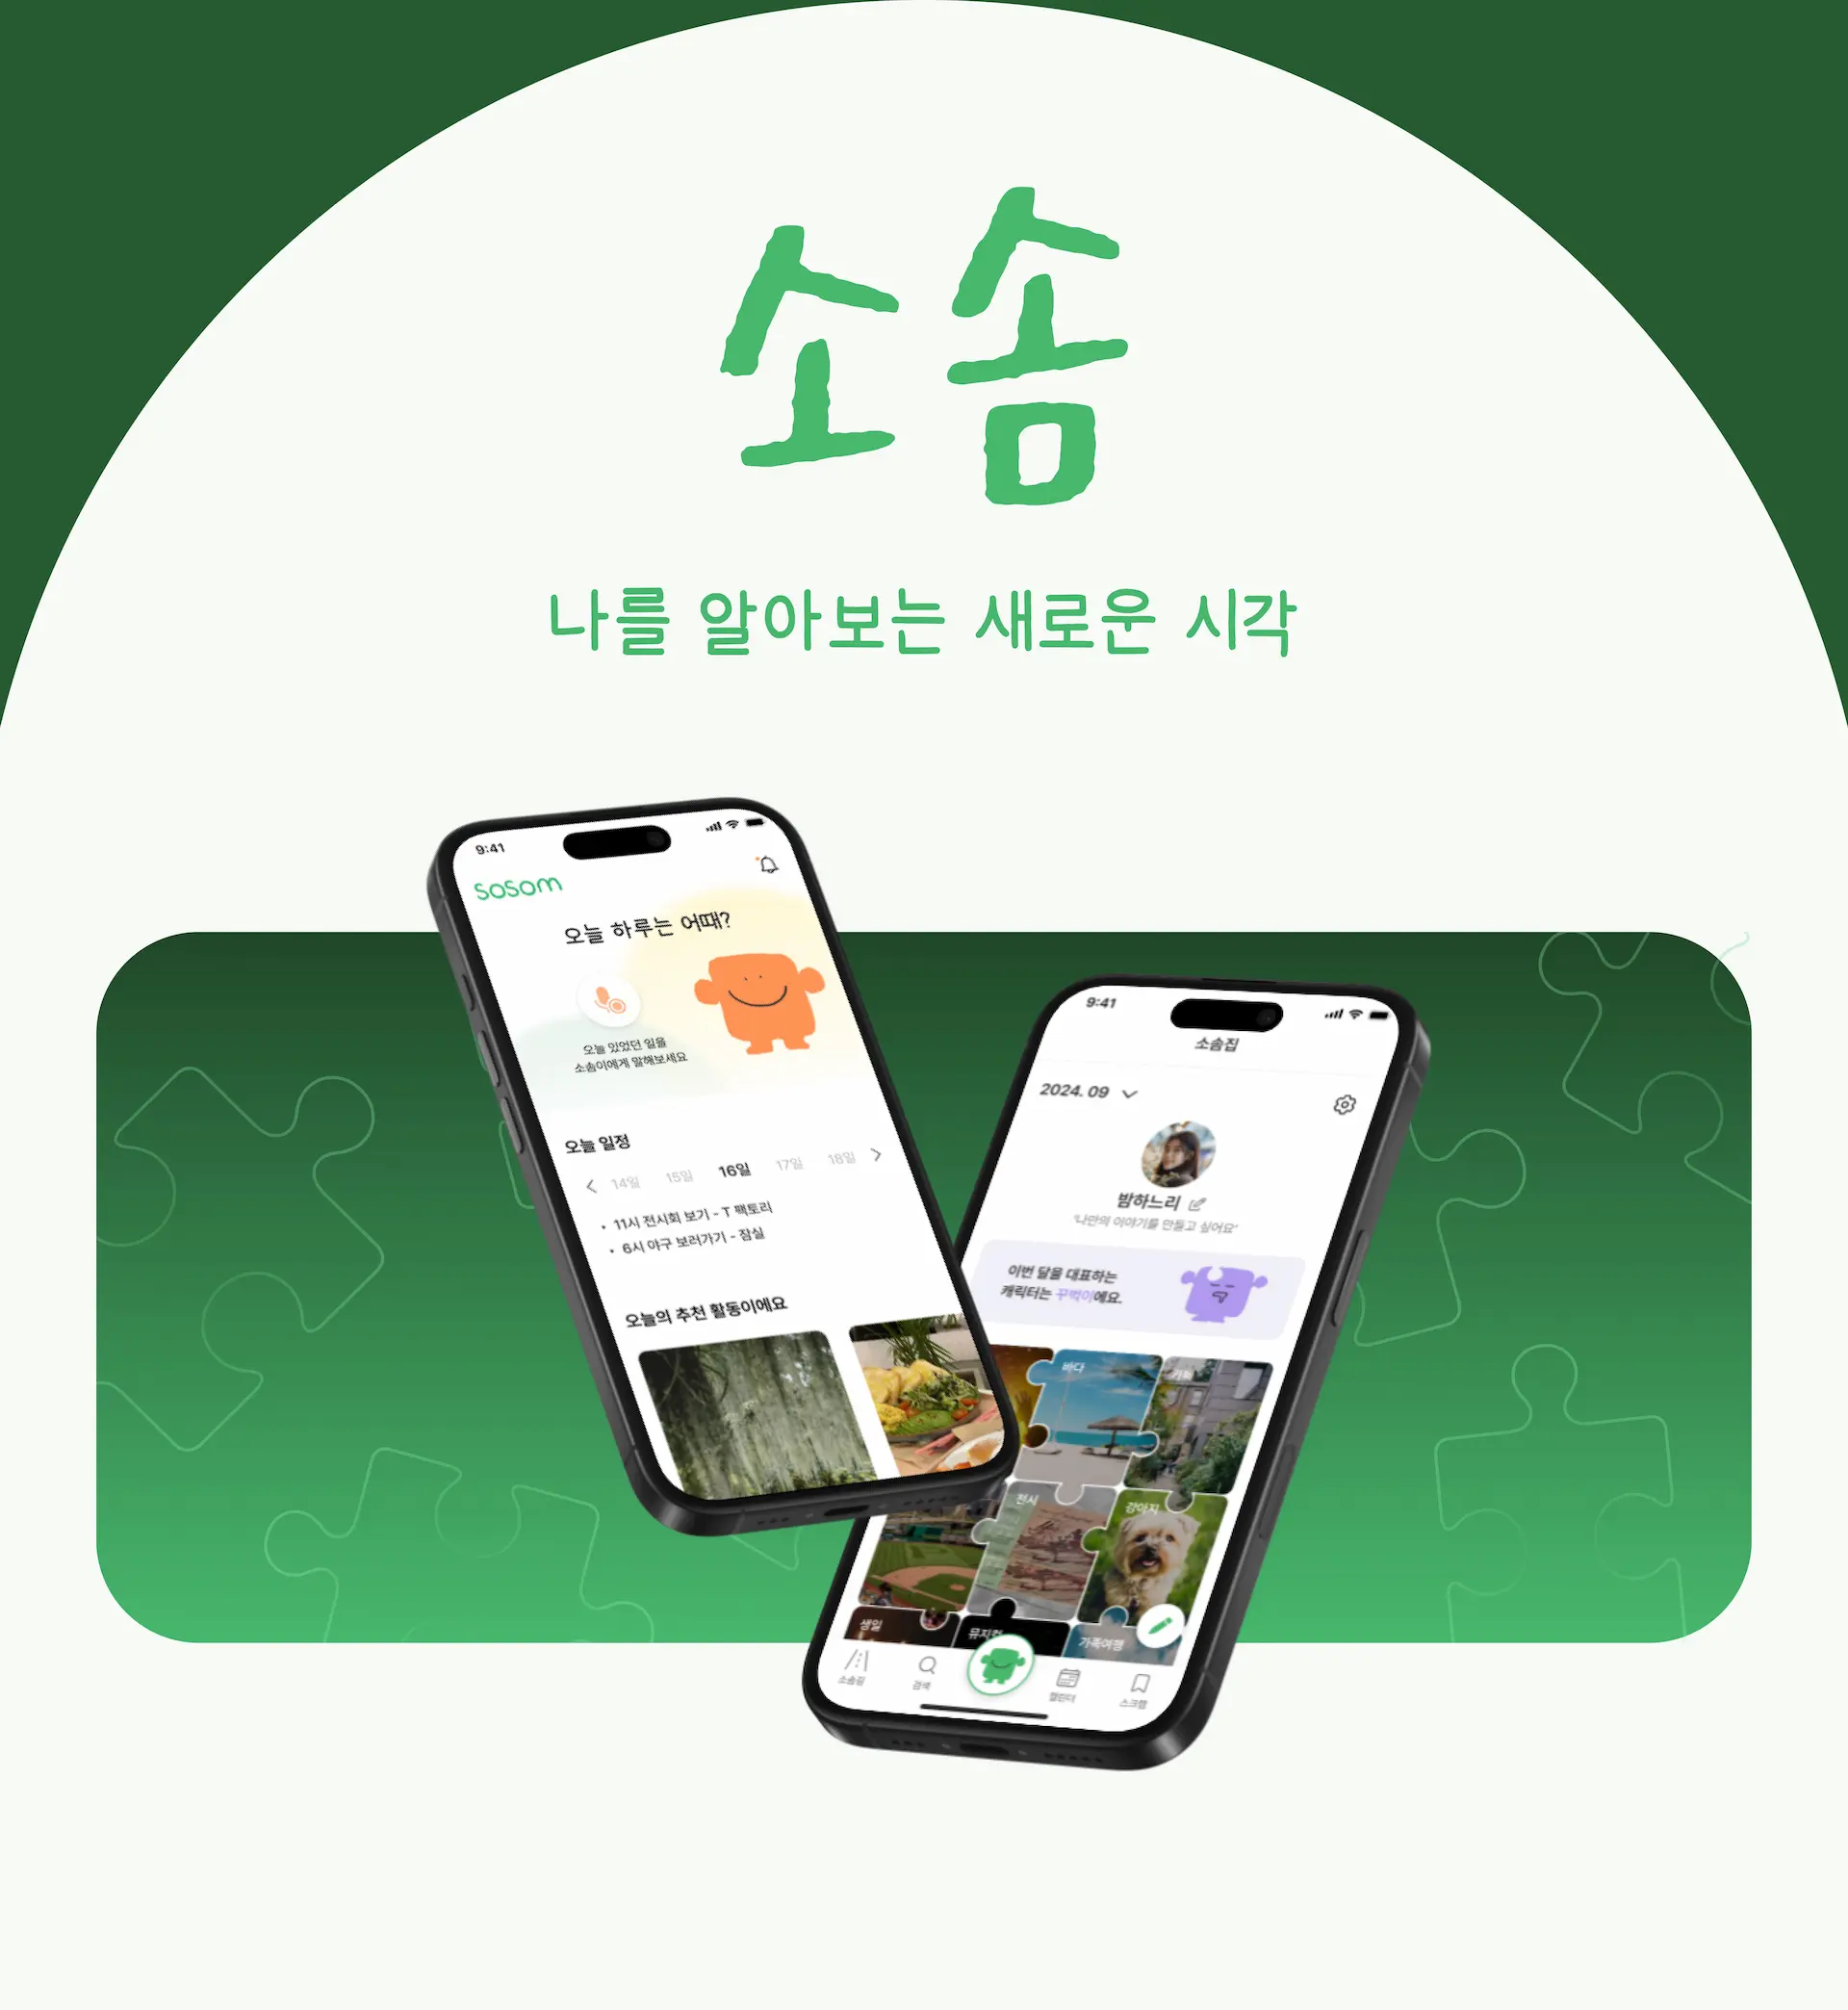 소솜
나를 알아보는 새로운 시각
9:41
sosom
오늘 하루는 어때?
오늘 있었던 일을
소솜이에게 말해보세요
오늘 일정
14일 15일 16일 17일 18일
• 11시 전시회 보기 - T 팩토리
• 6시 야구 보러가기 - 잠실
오늘의 추천 활동이에요
9:41
소솜집
2024. 09
밤하느리
"나만의 이야기를 만들고 싶어요"
이번 달을 대표하는
캐릭터는 꾸벅이에요.
바다
전시 강아지
생일 가족여행
검색 캘린더 스크랩